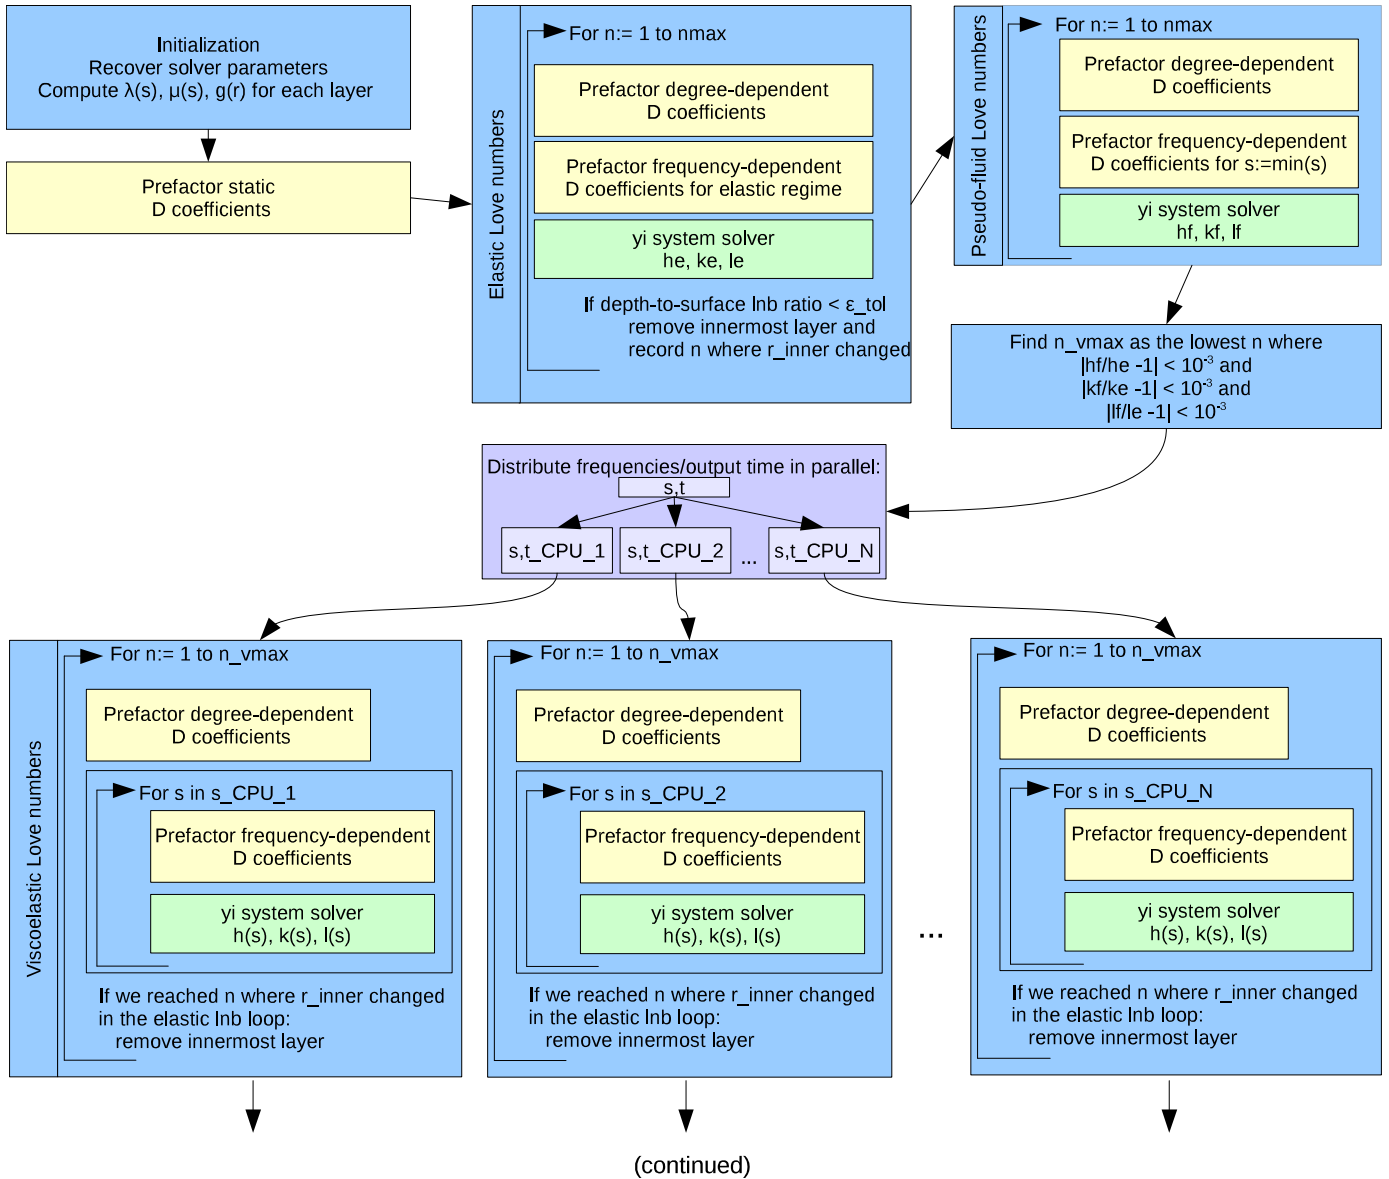 Initialization
Recover solver parameters
Compute λ(s), μ(s), g(r) for each layer
Prefactor static
D coefficients
Elastic Love numbers
For n:= 1 to nmax
Prefactor degree-dependent
D coefficients
Prefactor frequency-dependent
D coefficients for elastic regime
yi system solver
he, ke, le
If depth-to-surface lnb ratio < ε_tol
remove innermost layer and
record n where r_inner changed
Pseudo-fluid Love numbers
For n:= 1 to nmax
Prefactor degree-dependent
D coefficients
Prefactor frequency-dependent
D coefficients for s:=min(s)
yi system solver
hf, kf, lf
Find n_vmax as the lowest n where
|hf/he -1| < 10⁻³ and
|kf/ke -1| < 10⁻³ and
|lf/le -1| < 10⁻³
Distribute frequencies/output time in parallel:
s,t
s,t_CPU_1
s,t_CPU_2
...
s,t_CPU_N
Viscoelastic Love numbers
For n:= 1 to n_vmax
Prefactor degree-dependent
D coefficients
For s in s_CPU_1
Prefactor frequency-dependent
D coefficients
yi system solver
h(s), k(s), l(s)
If we reached n where r_inner changed
in the elastic lnb loop:
remove innermost layer
For n:= 1 to n_vmax
Prefactor degree-dependent
D coefficients
For s in s_CPU_2
Prefactor frequency-dependent
D coefficients
yi system solver
h(s), k(s), l(s)
If we reached n where r_inner changed
in the elastic lnb loop:
remove innermost layer
...
For n:= 1 to n_vmax
Prefactor degree-dependent
D coefficients
For s in s_CPU_N
Prefactor frequency-dependent
D coefficients
yi system solver
h(s), k(s), l(s)
If we reached n where r_inner changed
in the elastic lnb loop:
remove innermost layer
(continued)